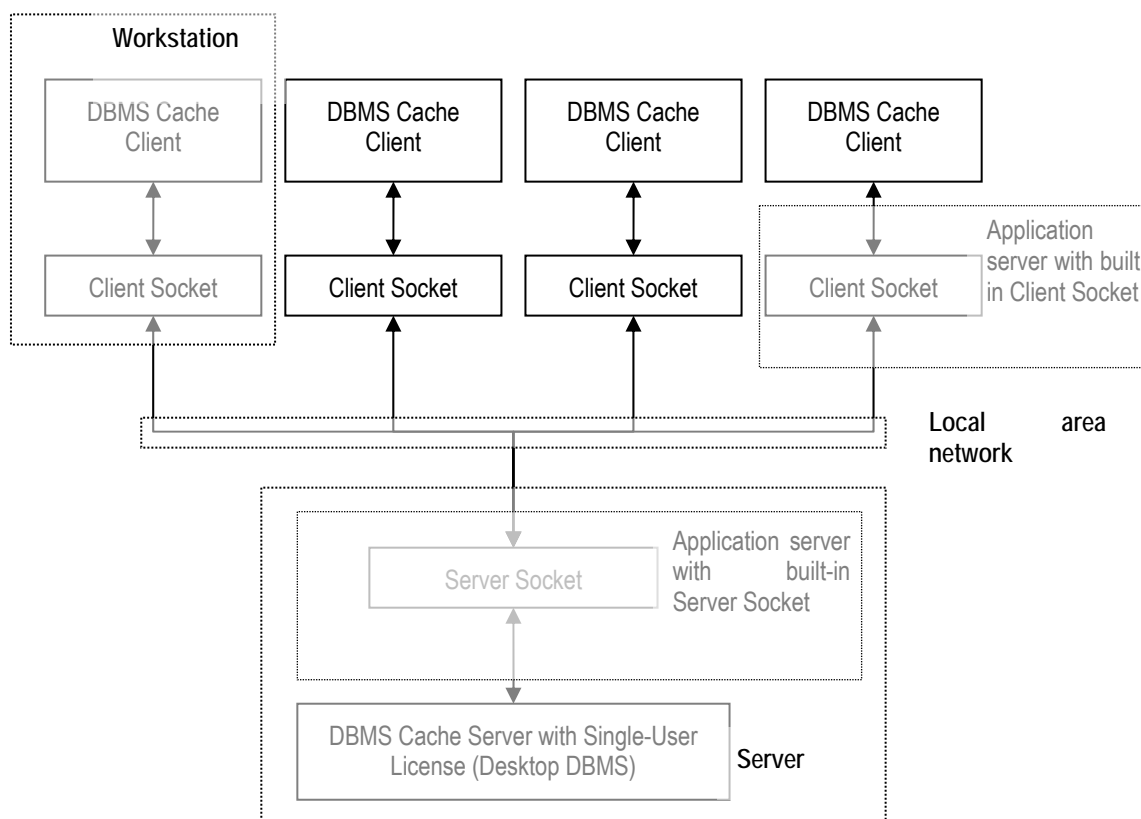 Workstation
DBMS Cache
Client
DBMS Cache
Client
DBMS Cache
Client
DBMS Cache
Client
Client Socket
Client Socket
Client Socket
Client Socket
Application
server with built
in Client Socket
Local area
network
Server Socket
Application server
with built-in
Server Socket
DBMS Cache Server with Single-User
License (Desktop DBMS)
Server